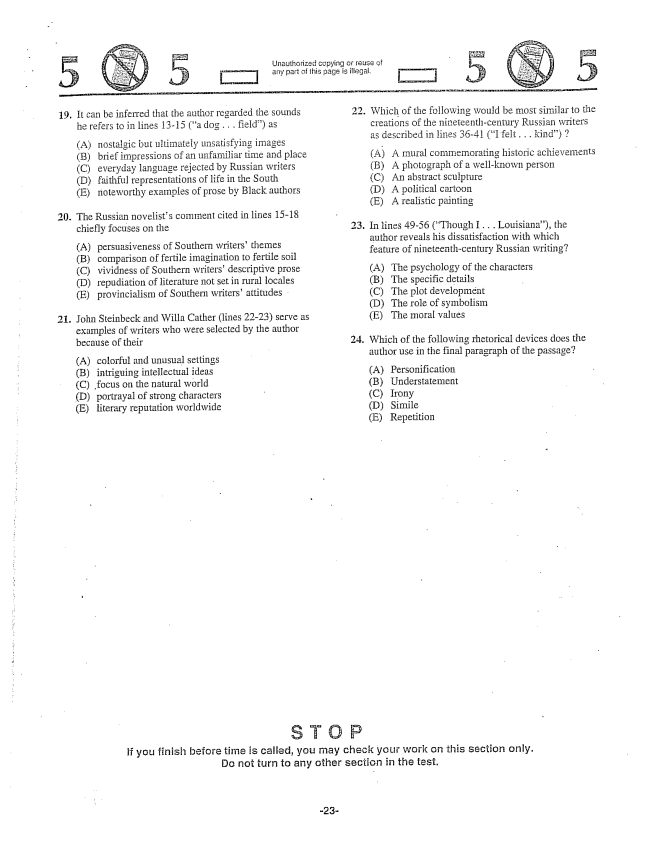 5 5 Unauthorized copying or reuse of
any part of this page is illegal. 5 5
19. It can be inferred that the author regarded the sounds
he refers to in lines 13-15 ("a dog . . . field") as
(A) nostalgic but ultimately unsatisfying images
(B) brief impressions of an unfamiliar time and place
(C) everyday language rejected by Russian writers
(D) faithful representations of life in the South
(E) noteworthy examples of prose by Black authors
20. The Russian novelist's comment cited in lines 15-18
chiefly focuses on the
(A) persuasiveness of Southern writers' themes
(B) comparison of fertile imagination to fertile soil
(C) vividness of Southern writers' descriptive prose
(D) repudiation of literature not set in rural locales
(E) provincialism of Southern writers' attitudes
21. John Steinbeck and Willa Cather (lines 22-23) serve as
examples of writers who were selected by the author
because of their
(A) colorful and unusual settings
(B) intriguing intellectual ideas
(C) focus on the natural world
(D) portrayal of strong characters
(E) literary reputation worldwide
22. Which of the following would be most similar to the
creations of the nineteenth-century Russian writers
as described in lines 36-41 ("I felt . . . kind") ?
(A) A mural commemorating historic achievements
(B) A photograph of a well-known person
(C) An abstract sculpture
(D) A political cartoon
(E) A realistic painting
23. In lines 49-56 ("Though I . . . Louisiana"), the
author reveals his dissatisfaction with which
feature of nineteenth-century Russian writing?
(A) The psychology of the characters
(B) The specific details
(C) The plot development
(D) The role of symbolism
(E) The moral values
24. Which of the following rhetorical devices does the
author use in the final paragraph of the passage?
(A) Personification
(B) Understatement
(C) Irony
(D) Simile
(E) Repetition
STOP
If you finish before time is called, you may check your work on this section only.
Do not turn to any other section in the test.
-23-